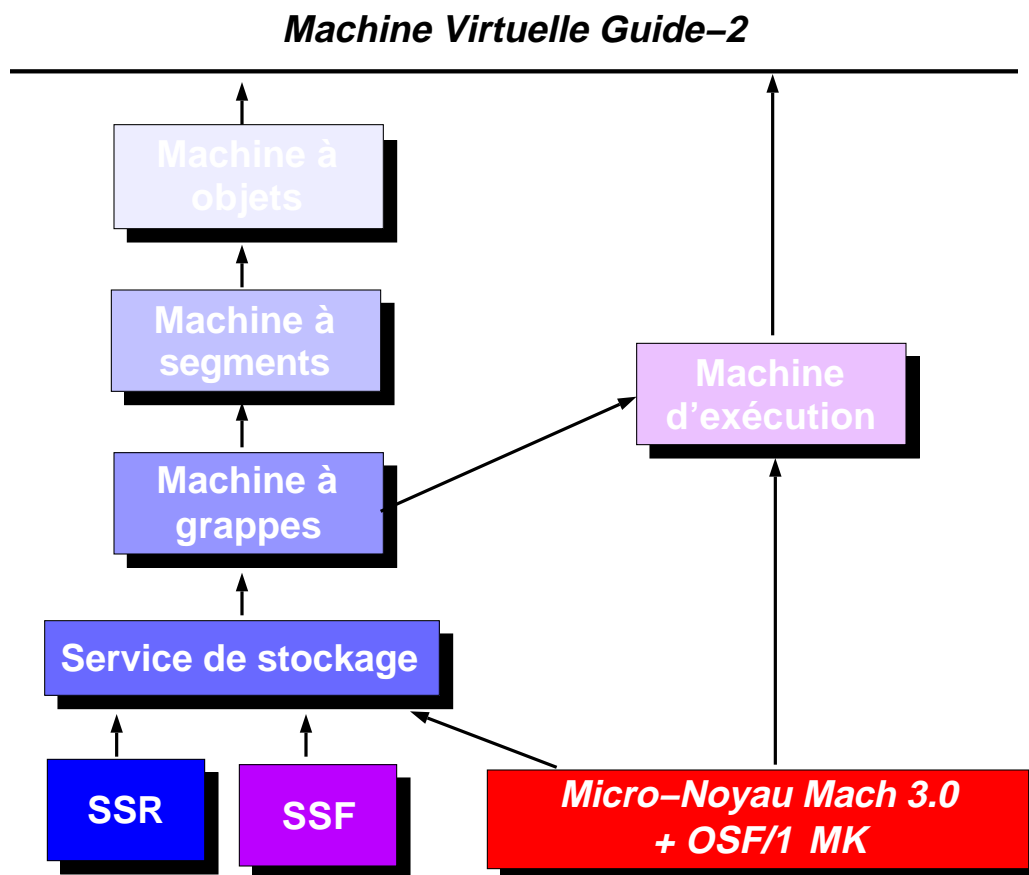 Machine Virtuelle Guide–2
Machine à
objets
Machine à
segments
Machine
d'exécution
Machine à
grappes
Service de stockage
SSR
SSF
Micro–Noyau Mach 3.0
+ OSF/1 MK